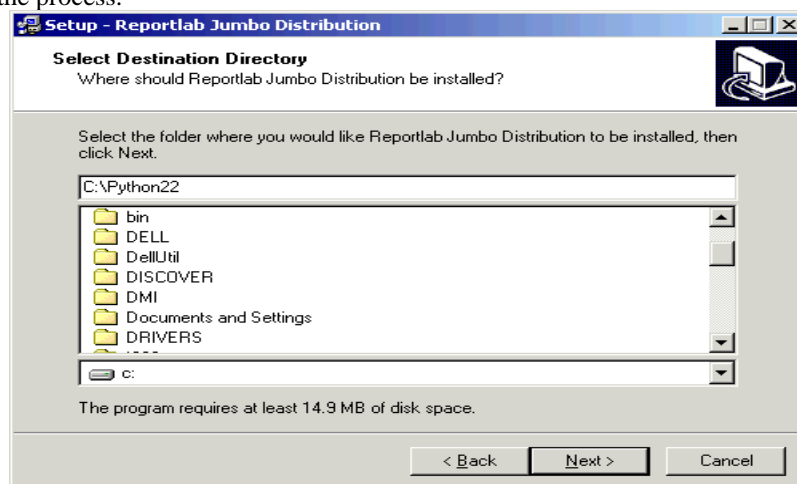 the process.
Setup - Reportlab Jumbo Distribution
Select Destination Directory
Where should Reportlab Jumbo Distribution be installed?
Select the folder where you would like Reportlab Jumbo Distribution to be installed, then
click Next.
C:\Python22
bin
DELL
DellUtil
DISCOVER
DMI
Documents and Settings
DRIVERS
c:
The program requires at least 14.9 MB of disk space.
< Back Next > Cancel